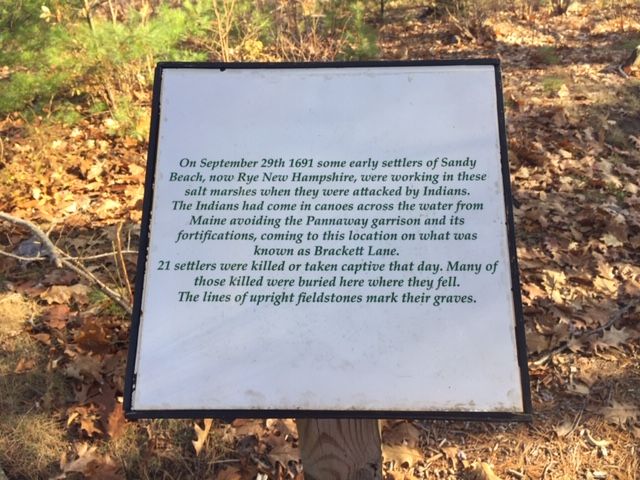 On September 29th 1691 some early settlers of Sandy
Beach, now Rye New Hampshire, were working in these
salt marshes when they were attacked by Indians.
The Indians had come in canoes across the water from
Maine avoiding the Pannaway garrison and its
fortifications, coming to this location on what was
known as Brackett Lane.
21 settlers were killed or taken captive that day. Many of
those killed were buried here where they fell.
The lines of upright fieldstones mark their graves.